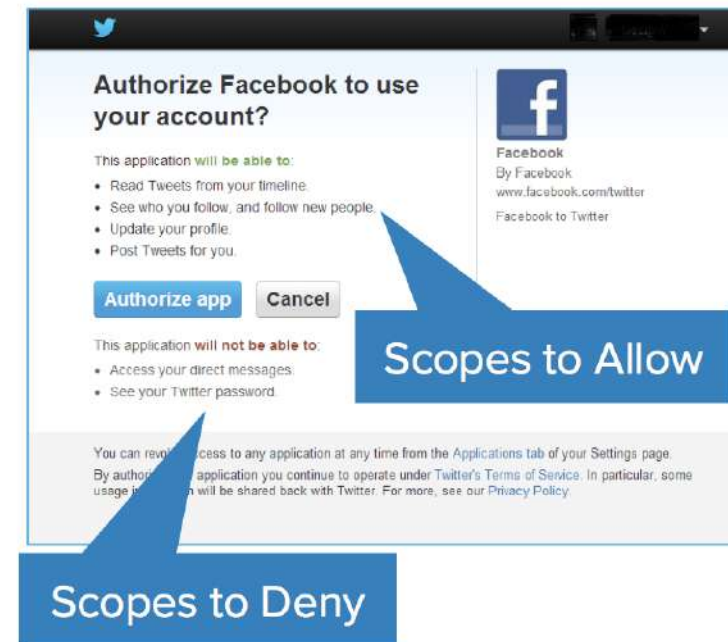 Authorize Facebook to use
your account?
This application will be able to:
• Read Tweets from your timeline.
• See who you follow, and follow new people.
• Update your profile.
• Post Tweets for you.
Authorize app
Cancel
This application will not be able to:
• Access your direct messages.
• See your Twitter password.
Facebook
By Facebook
www.facebook.com/twitter
Facebook to Twitter
Scopes to Allow
You can access to any application at any time from the Applications tab of your Settings page.
By application you continue to operate under Twitter's Terms of Service. In particular, some
usage will be shared back with Twitter. For more, see our Privacy Policy.
Scopes to Deny